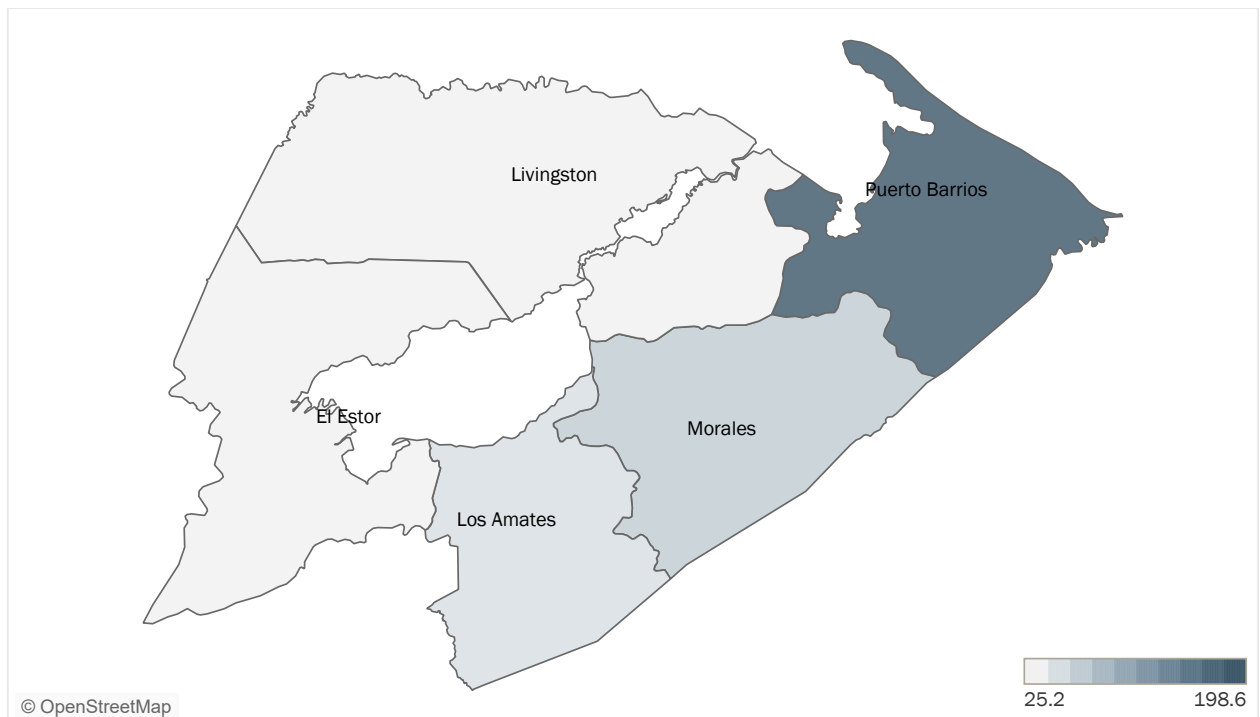 Livingston
Puerto Barrios
El Estor
Morales
Los Amates
25.2
198.6
© OpenStreetMap